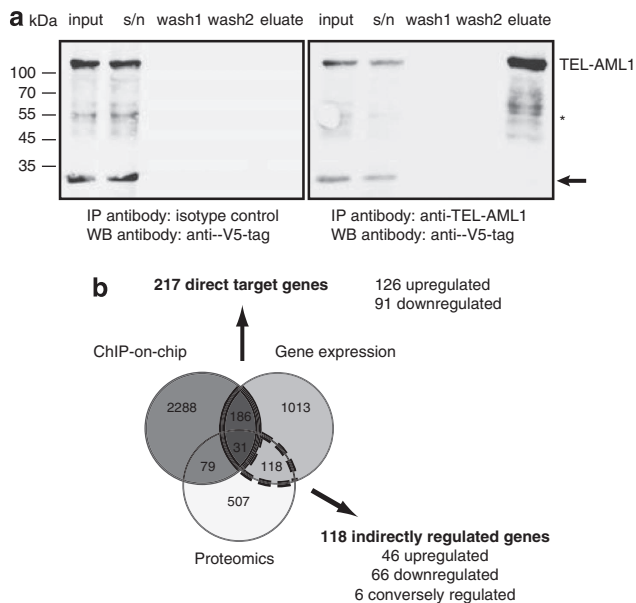 a kDa input s/n wash1 wash2 eluate input s/n wash1 wash2 eluate
100
70
55
45
35
TEL-AML1
*
IP antibody: isotype control
WB antibody: anti--V5-tag
IP antibody: anti-TEL-AML1
WB antibody: anti--V5-tag
b
217 direct target genes
126 upregulated
91 downregulated
ChIP-on-chip
Gene expression
2288
186
1013
31
79
118
507
Proteomics
118 indirectly regulated genes
46 upregulated
66 downregulated
6 conversely regulated